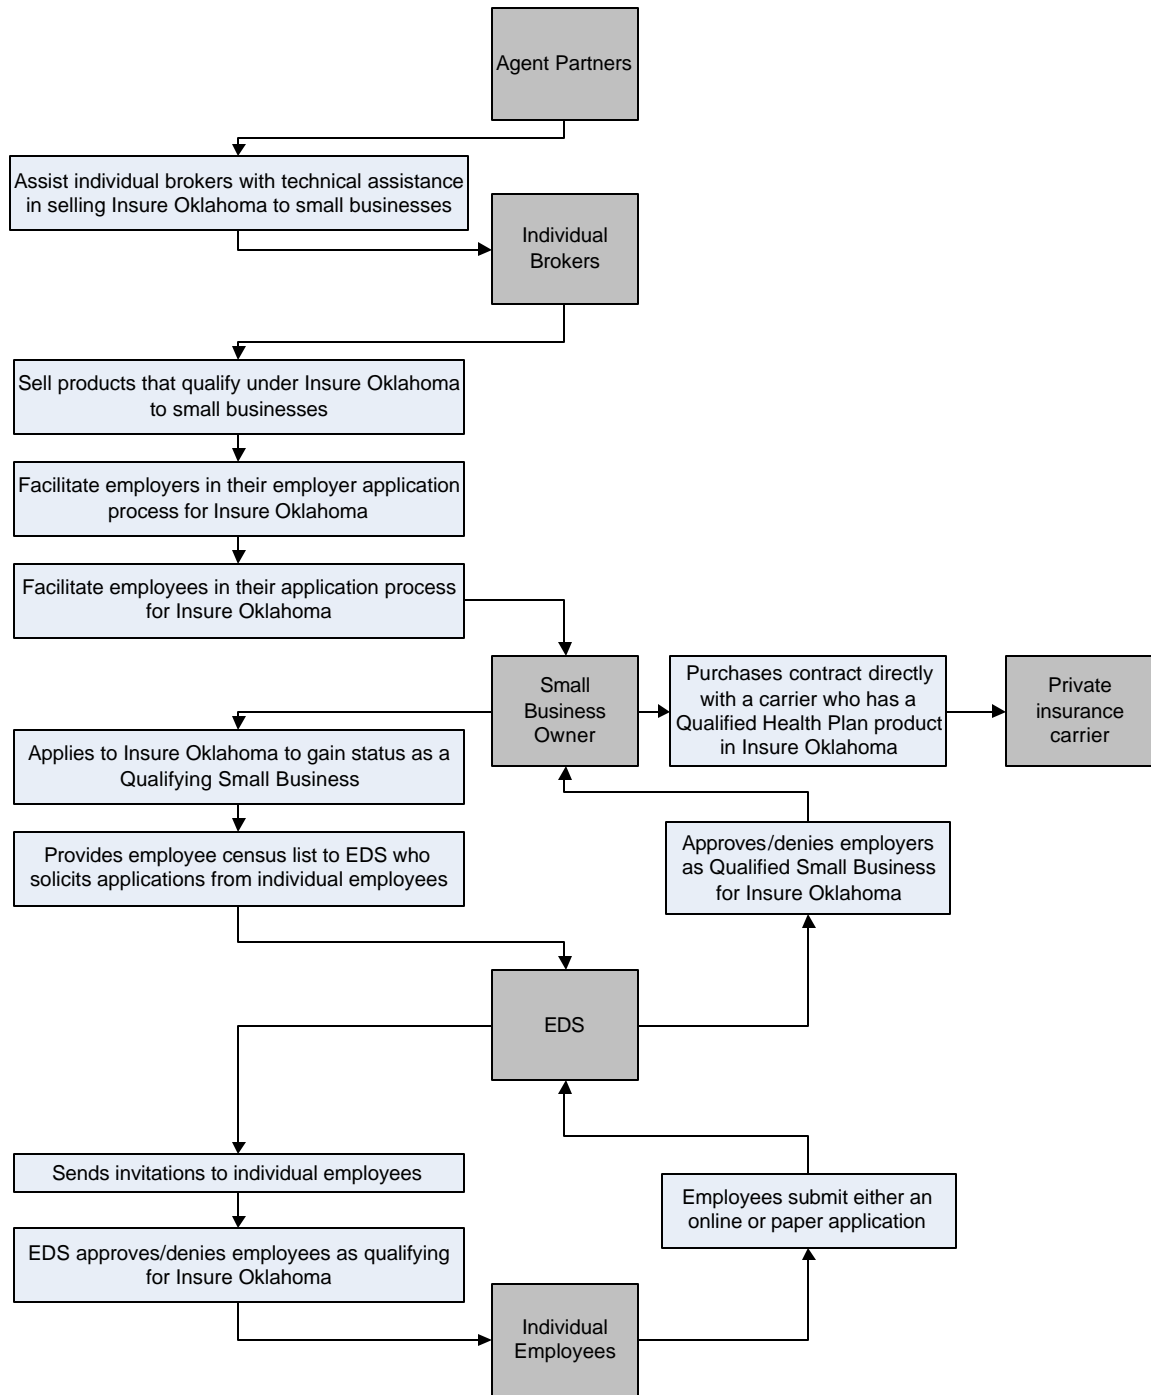 Agent Partners
Assist individual brokers with technical assistance
in selling Insure Oklahoma to small businesses
Individual
Brokers
Sell products that qualify under Insure Oklahoma
to small businesses
Facilitate employers in their employer application
process for Insure Oklahoma
Facilitate employees in their application process
for Insure Oklahoma
Small
Business
Owner
Purchases contract directly
with a carrier who has a
Qualified Health Plan product
in Insure Oklahoma
Private
insurance
carrier
Applies to Insure Oklahoma to gain status as a
Qualifying Small Business
Provides employee census list to EDS who
solicits applications from individual employees
Approves/denies employers
as Qualified Small Business
for Insure Oklahoma
EDS
Sends invitations to individual employees
Employees submit either an
online or paper application
EDS approves/denies employees as qualifying
for Insure Oklahoma
Individual
Employees